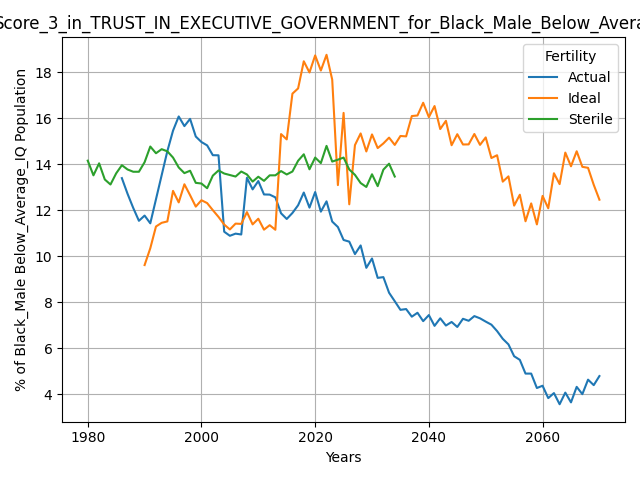 Score_3_in_TRUST_IN_EXECUTIVE_GOVERNMENT_for_Black_Male_Below_Avera
Fertility
Actual
Ideal
Sterile
% of Black_Male Below_Average_IQ Population
18
16
14
12
10
8
6
4
1980 2000 2020 2040 2060
Years